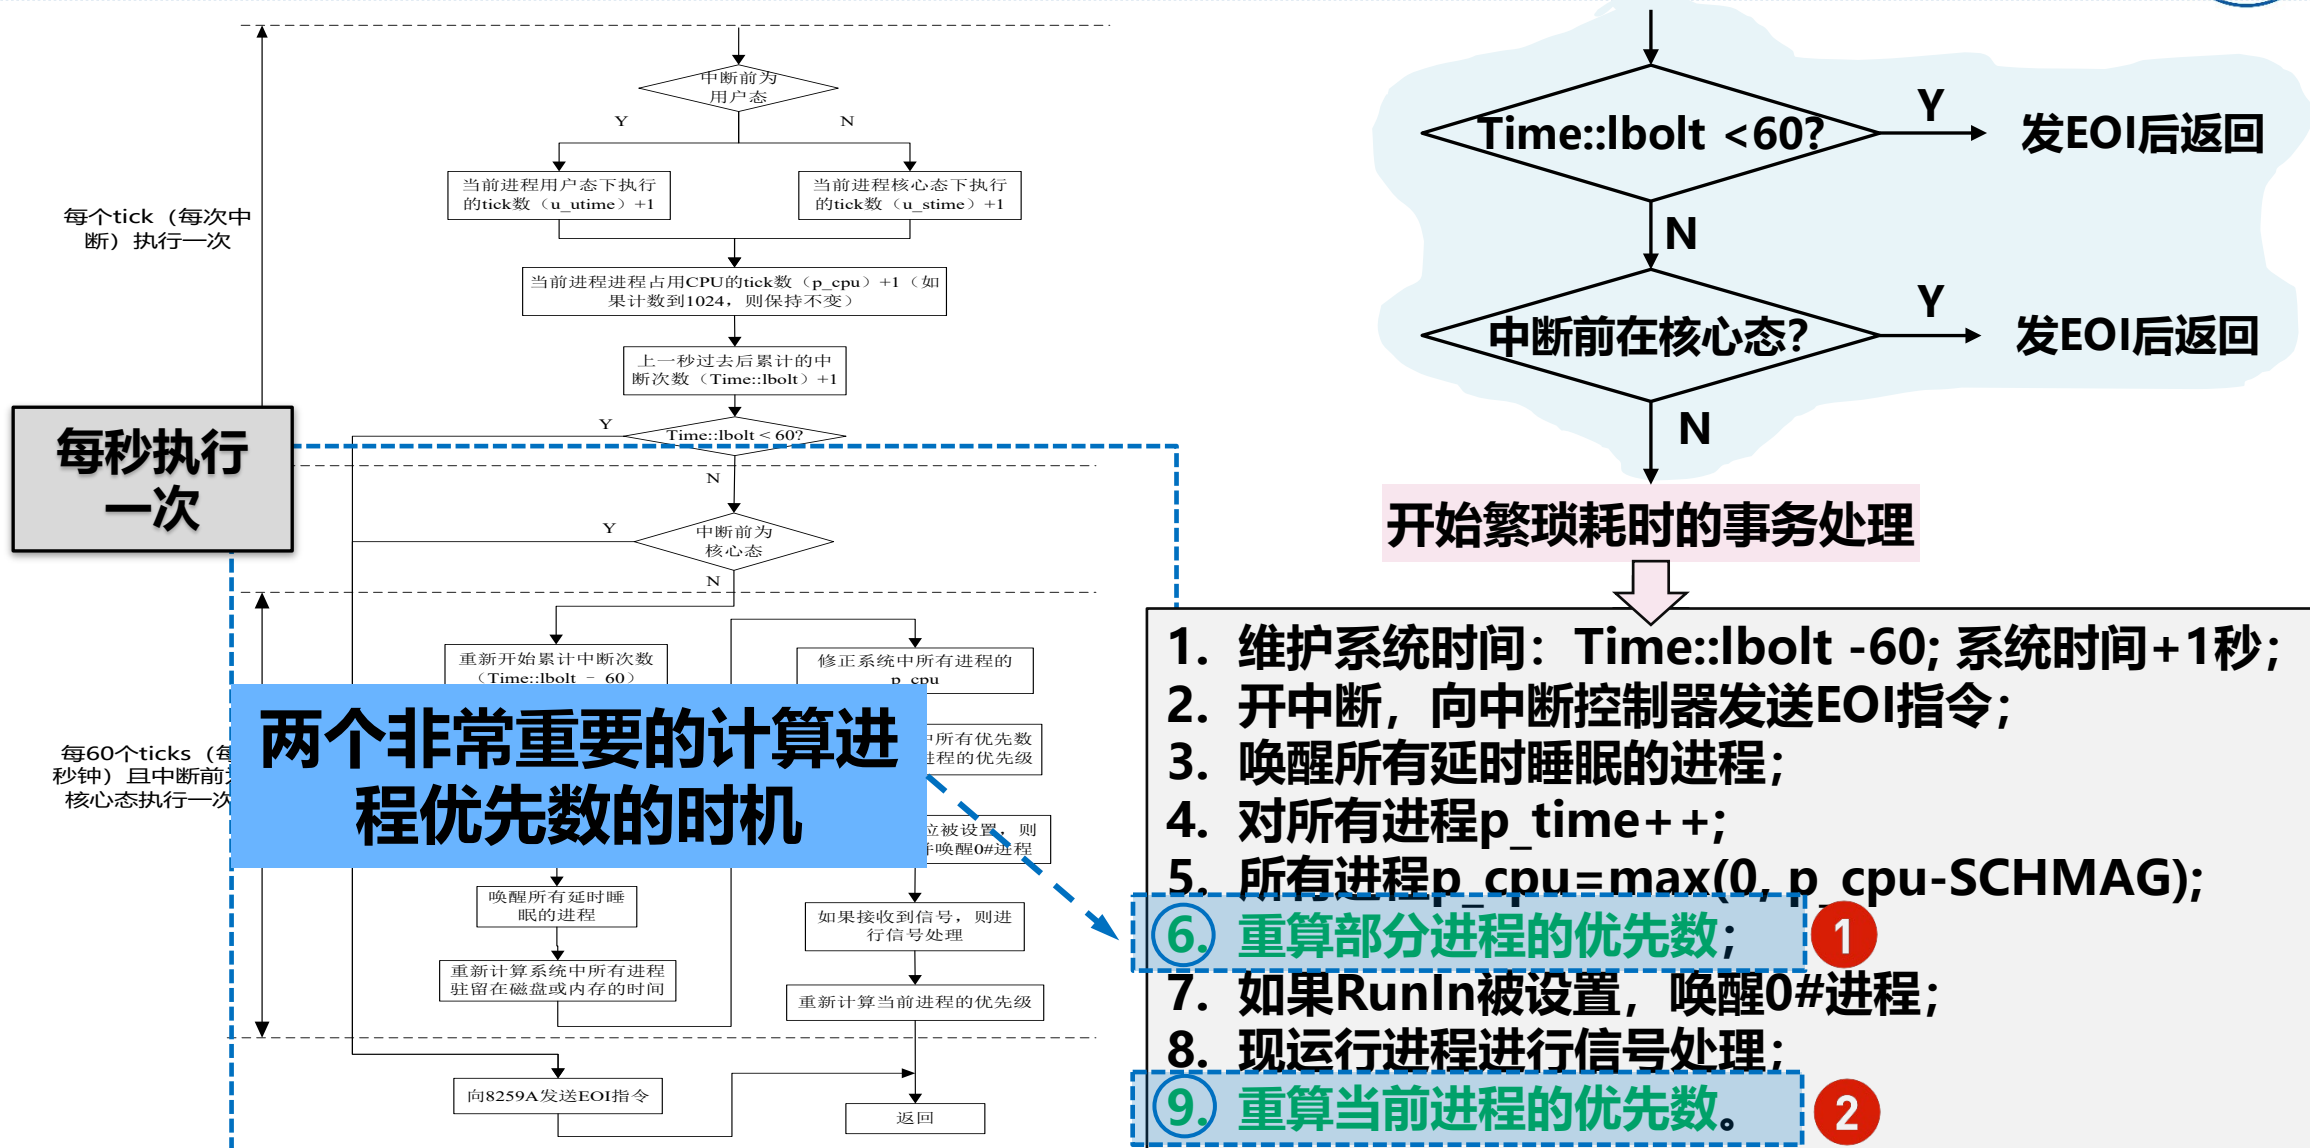 中断前为
用户态
Y
N
当前进程用户态下执行
的tick数（u_utime）+1
当前进程核心态下执行
的tick数（u_stime）+1
每个tick（每次中
断）执行一次
当前进程进程占用CPU的tick数（p_cpu）+1（如
果计数到1024，则保持不变）
上一秒过去后累计的中
断次数（Time::lbolt）+1
Y
Time::lbolt < 60?
N
每秒执行
一次
Y
中断前为
核心态
N
重新开始累计中断次数
（Time::lbolt - 60）
修正系统中所有进程的
p_cpu
两个非常重要的计算进
程优先数的时机
中所有优先数
进程的优先级
每60个ticks（每
秒钟）且中断前
核心态执行一次
位被设置，则
并唤醒0#进程
唤醒所有延时睡
眠的进程
如果接收到信号，则进
行信号处理
重新计算系统中所有进程
驻留在磁盘或内存的时间
重新计算当前进程的优先级
向8259A发送EOI指令
返回
Time::lbolt <60?
Y
发EOI后返回
N
中断前在核心态?
Y
发EOI后返回
N
开始繁琐耗时的事务处理
1. 维护系统时间：Time::lbolt -60; 系统时间+1秒；
2. 开中断，向中断控制器发送EOI指令；
3. 唤醒所有延时睡眠的进程；
4. 对所有进程p_time++;
5. 所有进程p_cpu=max(0, p_cpu-SCHMAG);
6. 重算部分进程的优先数；
1
7. 如果RunIn被设置，唤醒0#进程；
8. 现运行进程进行信号处理；
9. 重算当前进程的优先数。
2